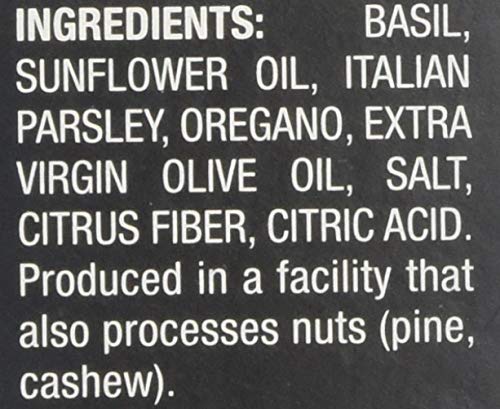 INGREDIENTS: BASIL,
SUNFLOWER OIL, ITALIAN
PARSLEY, OREGANO, EXTRA
VIRGIN OLIVE OIL, SALT,
CITRUS FIBER, CITRIC ACID.
Produced in a facility that
also processes nuts (pine,
cashew).